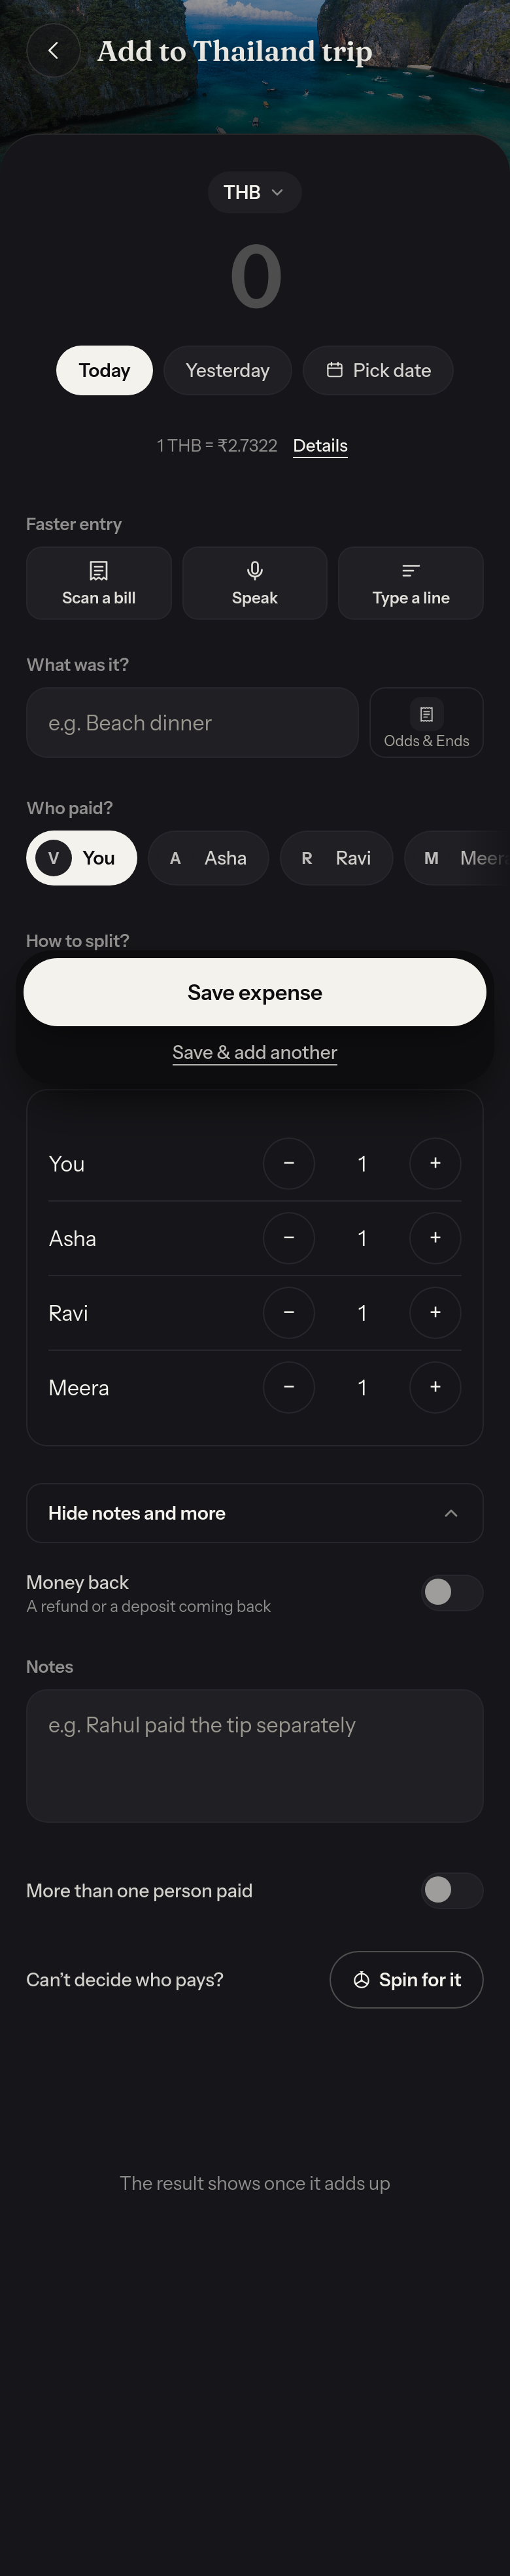 Add to Thailand trip
THB
0
Today
Yesterday
Pick date
1 THB = ₹2.7322
Details
Faster entry
Scan a bill
Speak
Type a line
What was it?
e.g. Beach dinner
Odds & Ends
Who paid?
V You
A Asha
R Ravi
M
How to split?
Save expense
Save & add another
You − 1 +
Asha − 1 +
Ravi − 1 +
Meera − 1 +
Hide notes and more
Money back
A refund or a deposit coming back
Notes
e.g. Rahul paid the tip separately
More than one person paid
Can't decide who pays?
Spin for it
The result shows once it adds up